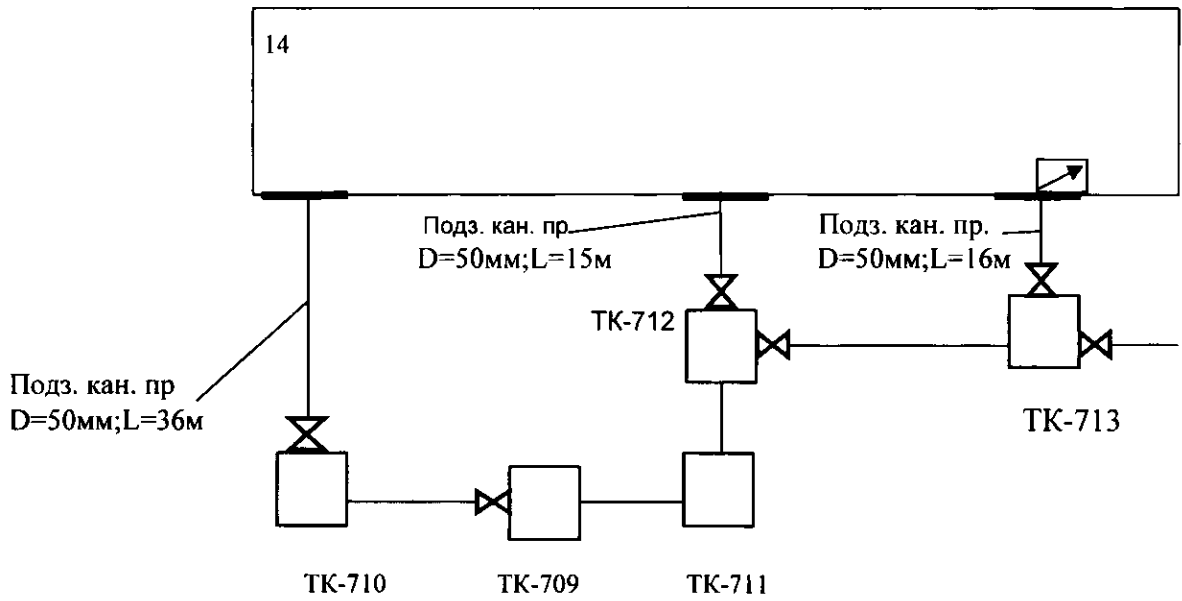 14
Подз. кан. пр
D=50мм;L=15м
Подз. кан. пр.
D=50мм;L=16м
ТК-712
Подз. кан. пр
D=50мм;L=36м
ТК-713
ТК-710
ТК-709
ТК-711